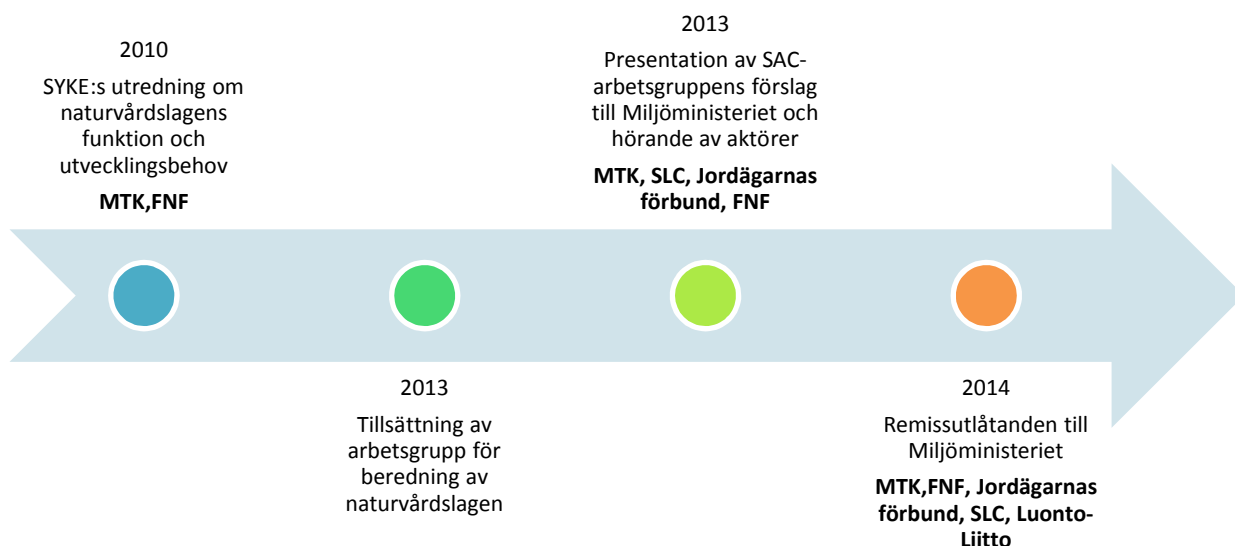 2010
SYKE:s utredning om
naturvårdslagens
funktion och
utvecklingsbehov
MTK,FNF
2013
Tillsättning av
arbetsgrupp för
beredning av
naturvårdslagen
2013
Presentation av SAC-
arbetsgruppens förslag
till Miljöministeriet och
hörande av aktörer
MTK, SLC, Jordägarnas
förbund, FNF
2014
Remissutlåtanden till
Miljöministeriet
MTK,FNF, Jordägarnas
förbund, SLC, Luonto-
Liitto